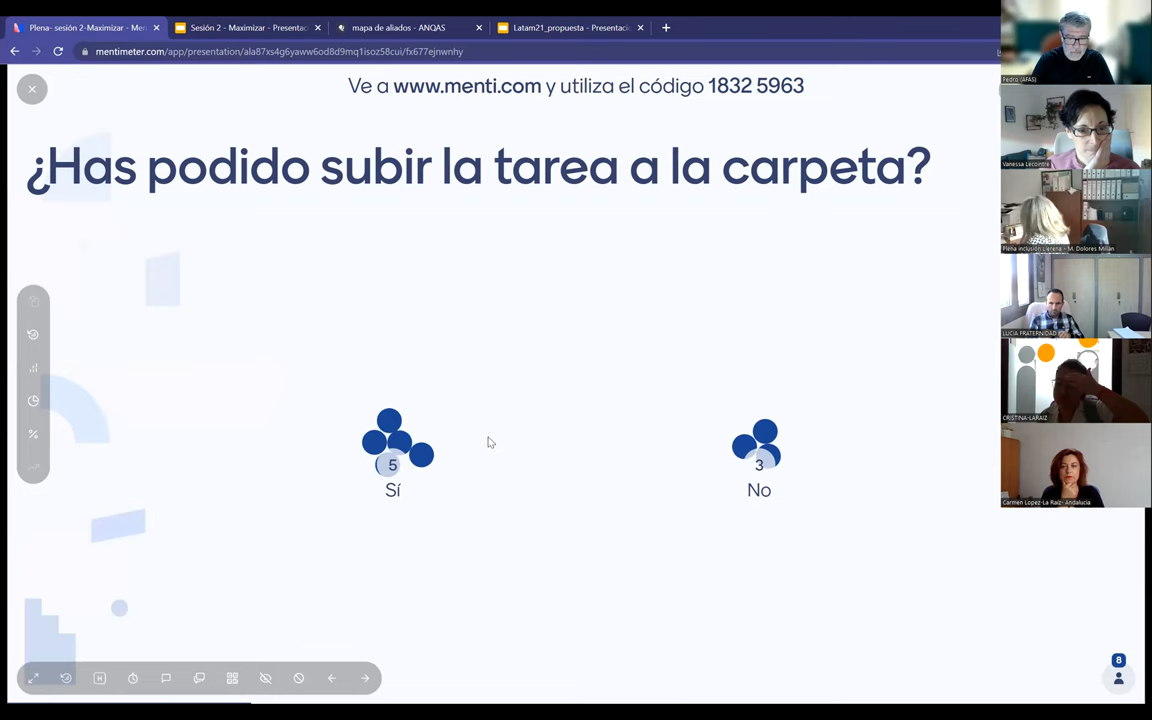 Plena- sesión 2-Maximizar - Men
Sesión 2 - Maximizar - Presentac
mapa de aliados - ANQAS
Latam21_propuesta - Presentaci
mentimeter.com/app/presentation/ala87xs4g6yaww6od8d9mq1isoz58cui/fx677ejnwnhy
Ve a www.menti.com y utiliza el código 1832 5963
¿Has podido subir la tarea a la carpeta?
5
Sí
3
No
8
Pedro (AFAS)
Vanessa Lecointre
Plena inclusión Llerena - M. Dolores Millán
LUCIA FRATERNIDAD
CRISTINA-LARAIZ
Carmen Lopez-La Raíz- Andalucia